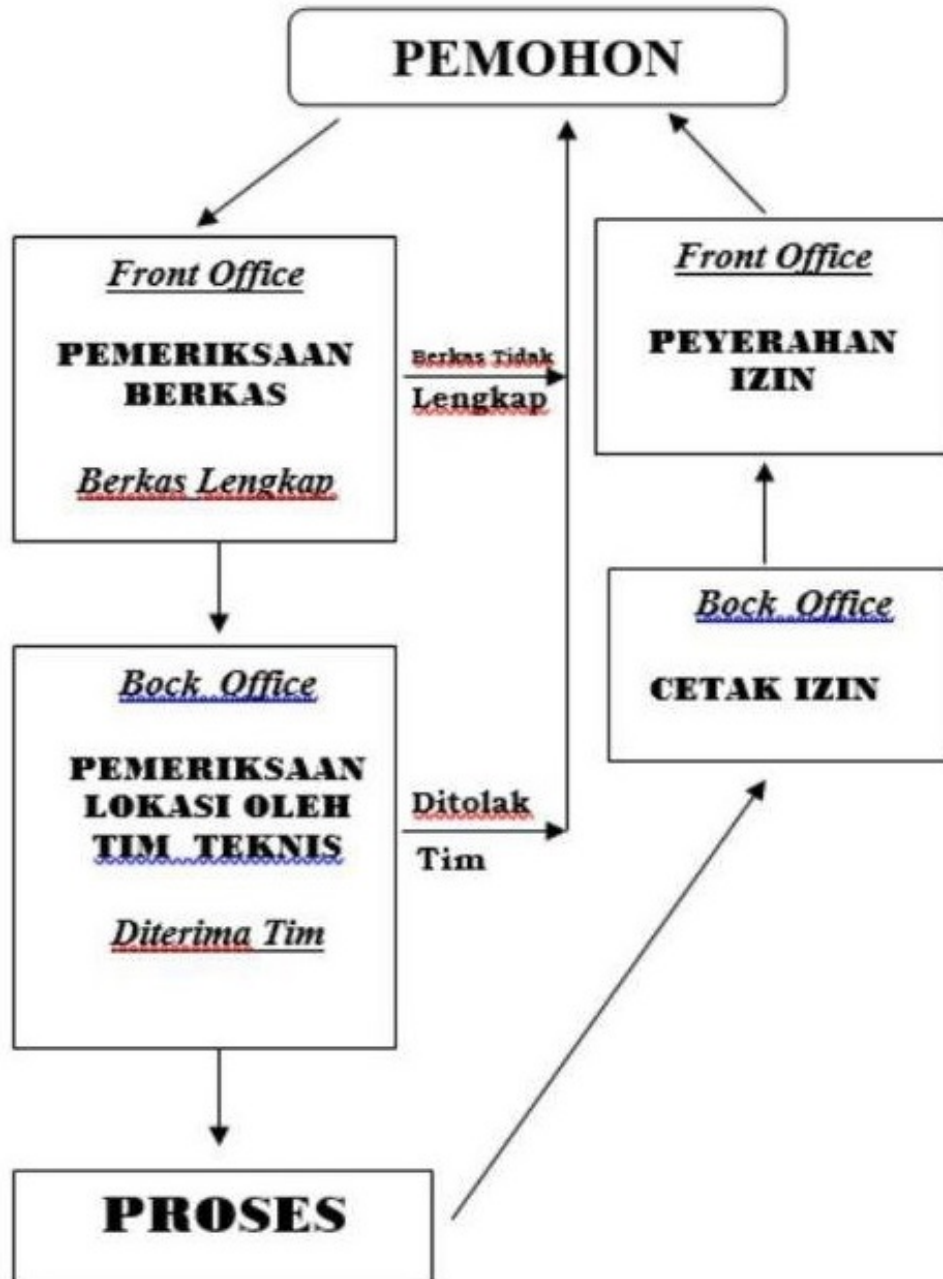 PEMOHON
Front Office
PEMERIKSAAN
BERKAS
Berkas Lengkap
Berkas Tidak
Lengkap
Bock Office
PEMERIKSAAN
LOKASI OLEH
TIM TEKNIS
Diterima Tim
Ditolak
Tim
PROSES
Bock Office
CETAK IZIN
Front Office
PEYERAHAN
IZIN